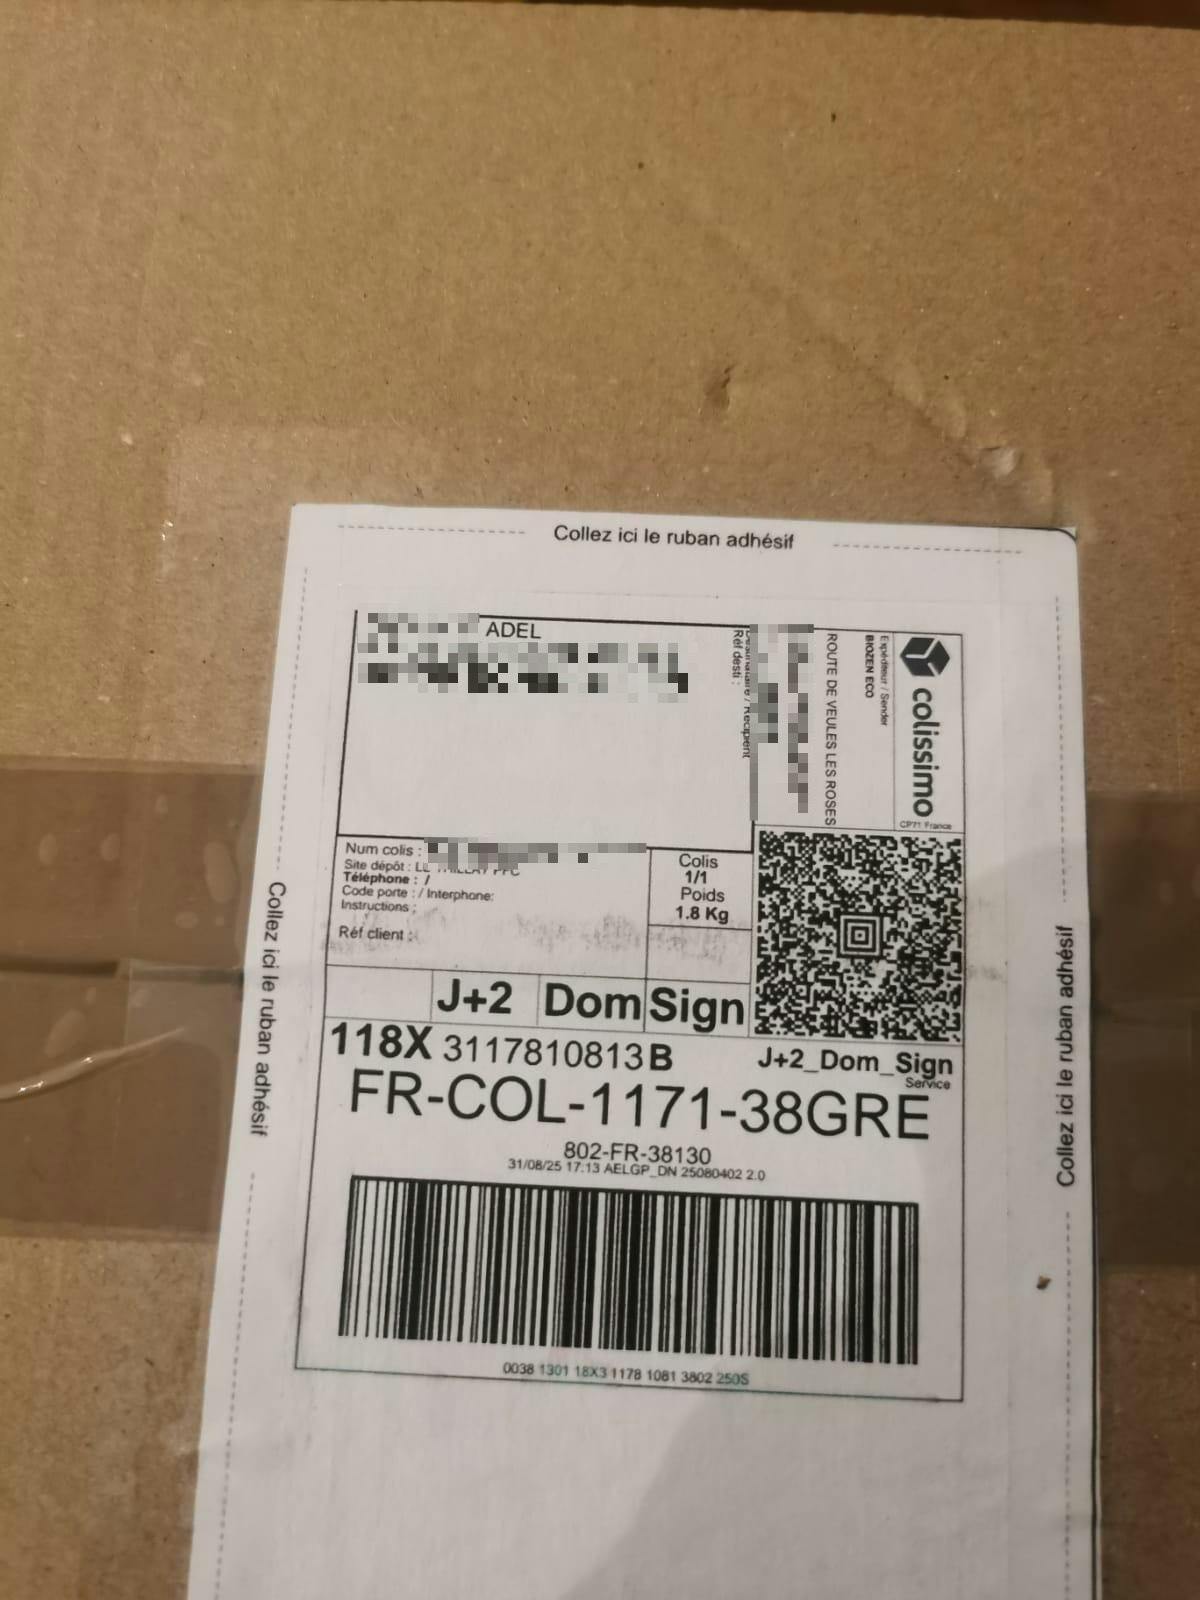 Collez ici le ruban adhésif
ADEL
Réf desti :
Destinataire / Recipient
ROUTE DE VEULES LES ROSES
Expéditeur / Sender
BIOZEN ECO
colissimo
CP71 France
Num colis :
Site dépôt : LE THILLAY PFC
Téléphone : /
Code porte : / Interphone:
Instructions :
Réf client :
Colis
1/1
Poids
1.8 Kg
J+2 Dom Sign
118X 3117810813 B
J+2_Dom_Sign
Service
FR-COL-1171-38GRE
802-FR-38130
31/08/25 17:13 AELGP_DN 25080402 2.0
0038 1301 18X3 1178 1081 3802 250S
Collez ici le ruban adhésif
Collez ici le ruban adhésif